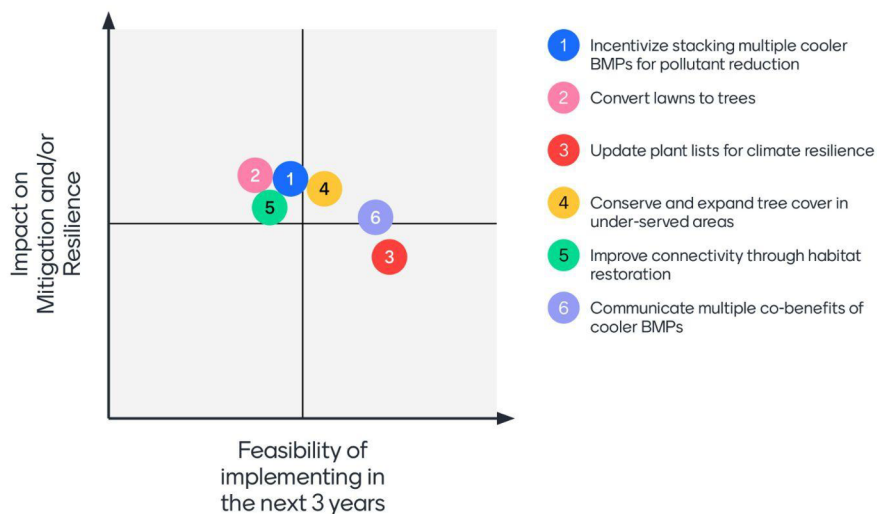 Impact on
Mitigation and/or
Resilience
2
1
4
5
6
3
Feasibility of
implementing in
the next 3 years
1 Incentivize stacking multiple cooler
BMPs for pollutant reduction
2 Convert lawns to trees
3 Update plant lists for climate resilience
4 Conserve and expand tree cover in
under-served areas
5 Improve connectivity through habitat
restoration
6 Communicate multiple co-benefits of
cooler BMPs